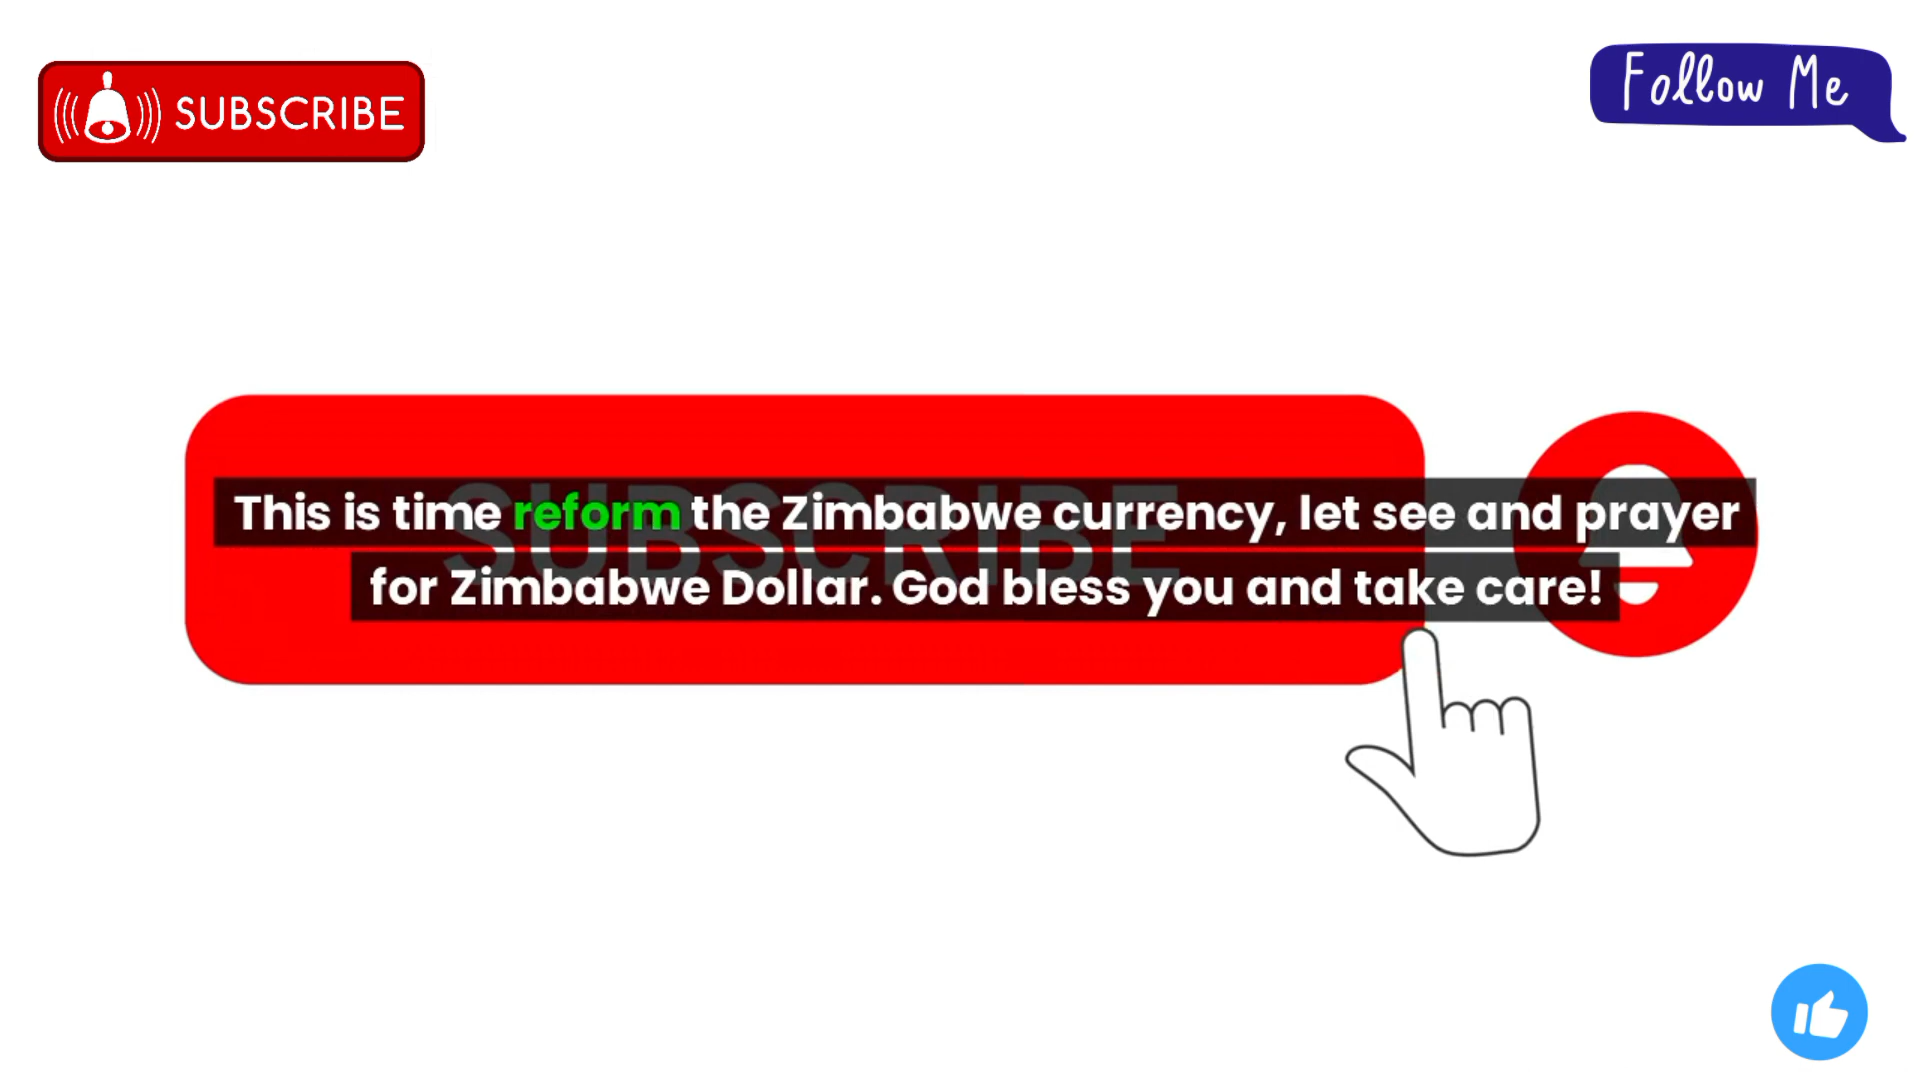 SUBSCRIBE
Follow Me
SUBSCRIBE
This is time reform the Zimbabwe currency, let see and prayer
for Zimbabwe Dollar. God bless you and take care!